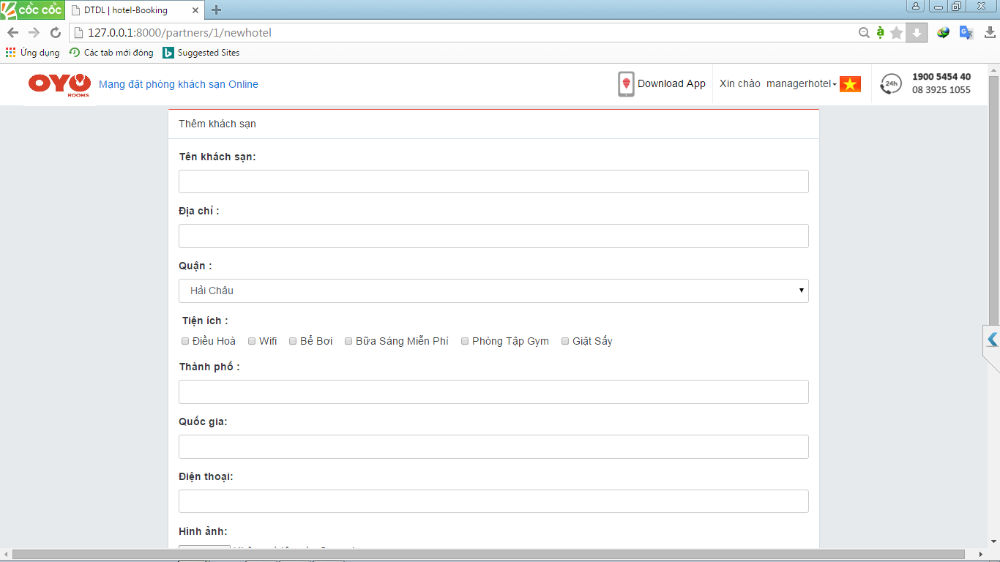 CỐC CỐC DTDL | hotel-Booking
127.0.0.1:8000/partners/1/newhotel
Ứng dụng Các tab mới đóng Suggested Sites
OYO ROOMS Mạng đặt phòng khách sạn Online Download App Xin chào managerhotel 24h 1900 5454 40
08 3925 1055
Thêm khách sạn
Tên khách sạn:
Địa chỉ :
Quận :
Hải Châu
Tiện ích :
Điều Hoà Wifi Bể Bơi Bữa Sáng Miễn Phí Phòng Tập Gym Giặt Sấy
Thành phố :
Quốc gia:
Điện thoại:
Hình ảnh: